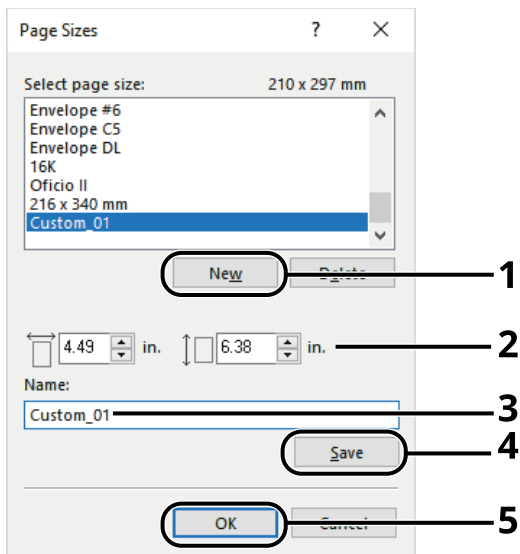 Page Sizes ? ×
Select page size: 210 x 297 mm
Envelope #6
Envelope C5
Envelope DL
16K
Oficio II
216 x 340 mm
Custom_01
New Delete 1
4.49 in. 6.38 in. 2
Name:
Custom_01 3
Save 4
OK Cancel 5